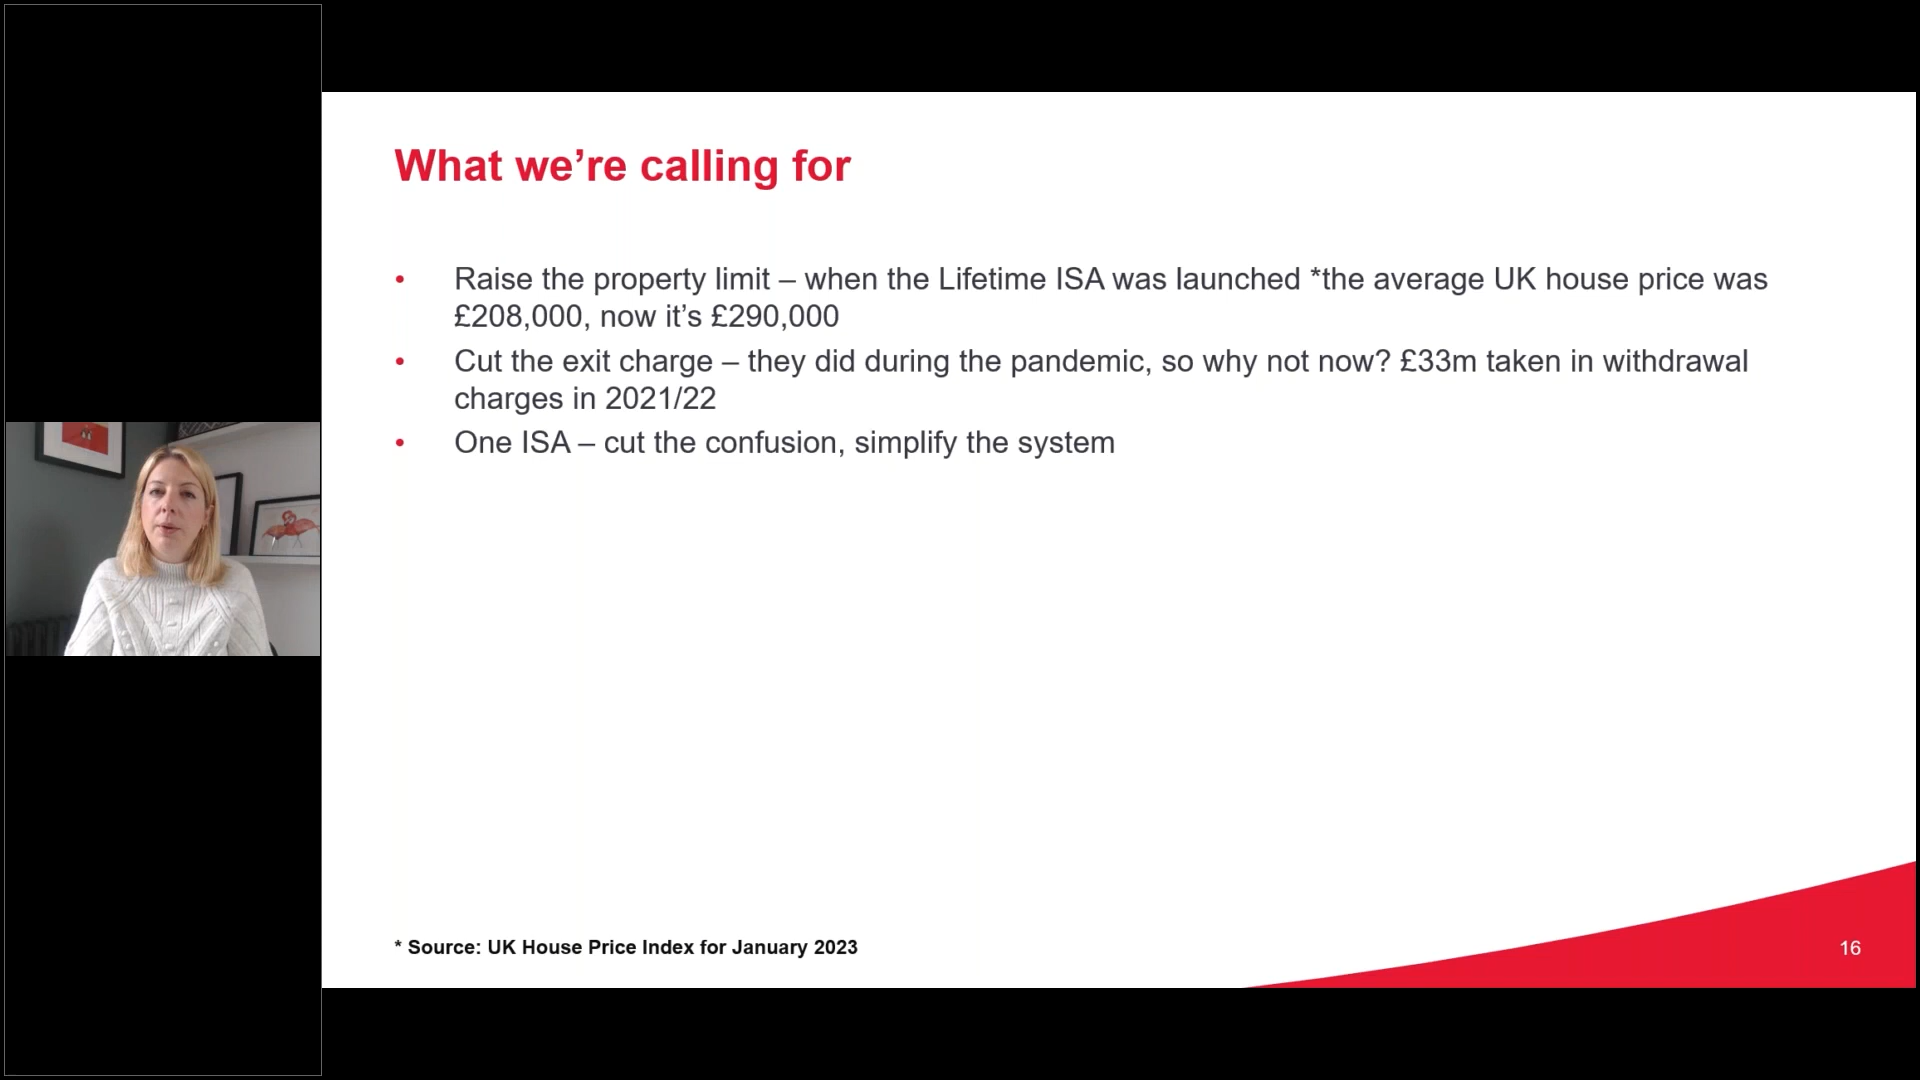 What we’re calling for
• Raise the property limit – when the Lifetime ISA was launched *the average UK house price was
£208,000, now it’s £290,000
• Cut the exit charge – they did during the pandemic, so why not now? £33m taken in withdrawal
charges in 2021/22
• One ISA – cut the confusion, simplify the system
* Source: UK House Price Index for January 2023
16